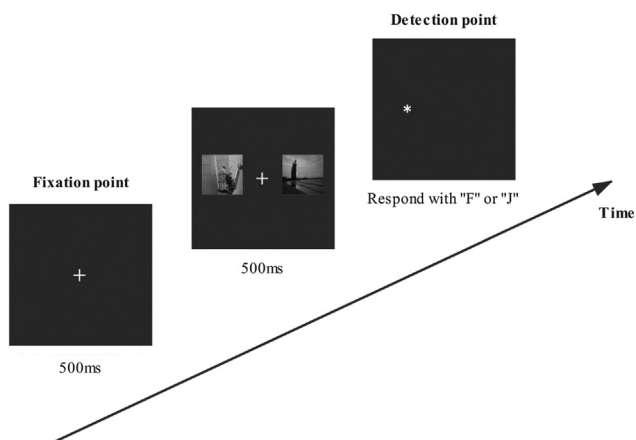 Detection point
*
Respond with "F" or "J"
Time
+
500ms
Fixation point
+
500ms